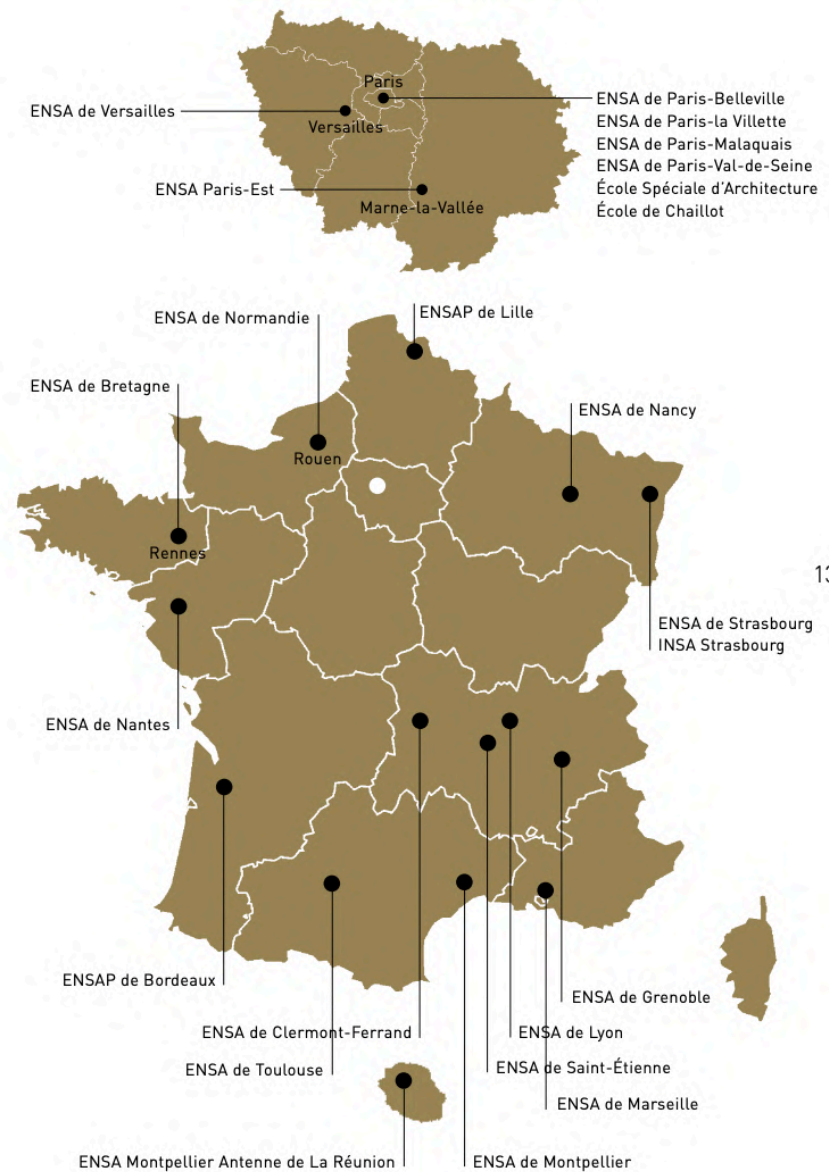 Paris
ENSA de Versailles
Versailles
ENSA de Paris-Belleville
ENSA de Paris-la Villette
ENSA de Paris-Malaquais
ENSA de Paris-Val-de-Seine
École Spéciale d'Architecture
École de Chaillot
ENSA Paris-Est
Marne-la-Vallée
ENSA de Normandie
ENSAP de Lille
ENSA de Bretagne
ENSA de Nancy
Rouen
Rennes
13
ENSA de Strasbourg
INSA Strasbourg
ENSA de Nantes
ENSAP de Bordeaux
ENSA de Grenoble
ENSA de Clermont-Ferrand
ENSA de Lyon
ENSA de Toulouse
ENSA de Saint-Étienne
ENSA de Marseille
ENSA Montpellier Antenne de La Réunion
ENSA de Montpellier